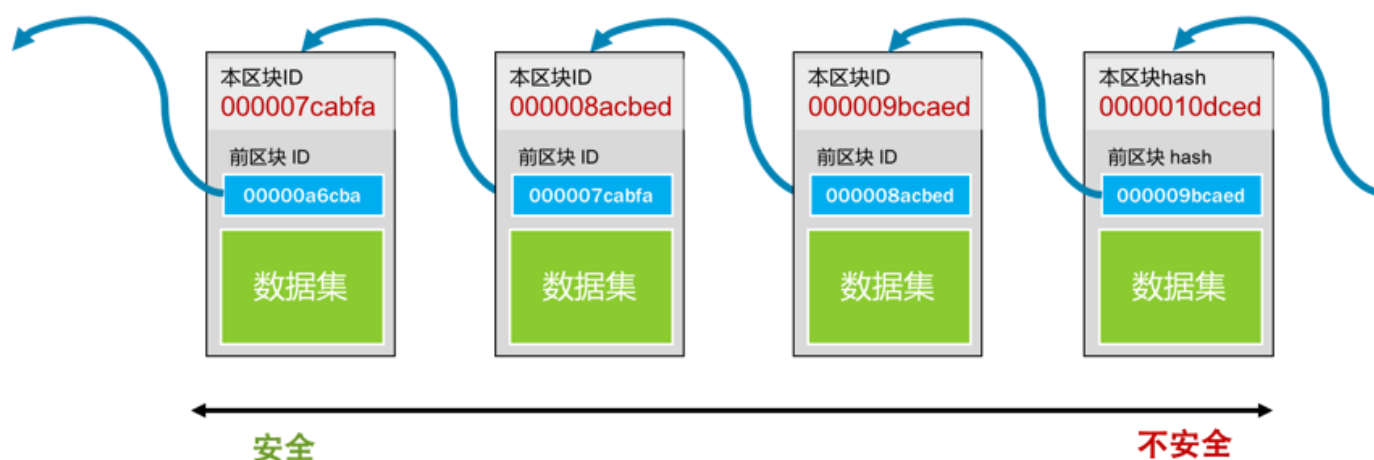 本区块ID
000007cabfa
前区块 ID
00000a6cba
数据集
本区块ID
000008acbed
前区块 ID
000007cabfa
数据集
本区块ID
000009bcaed
前区块 ID
000008acbed
数据集
本区块hash
0000010dced
前区块 hash
000009bcaed
数据集
安全
不安全